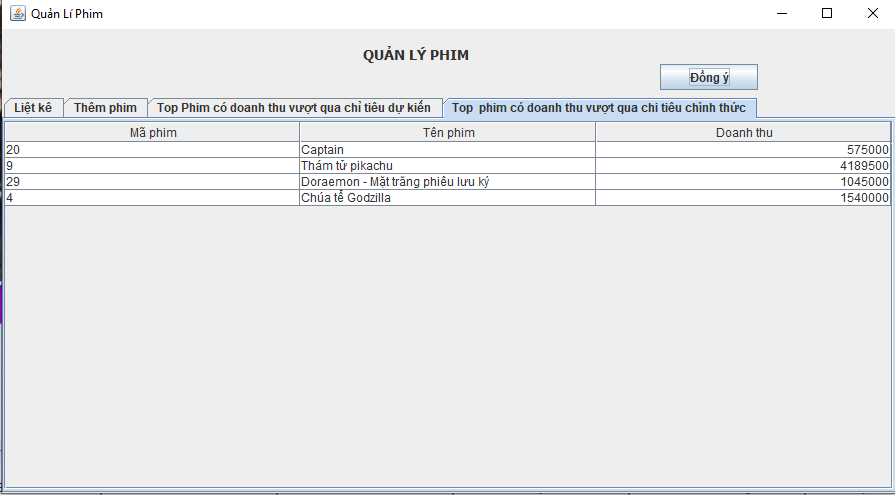 Quản Lí Phim
QUẢN LÝ PHIM
Đồng ý
Liệt kê Thêm phim Top Phim có doanh thu vượt qua chỉ tiêu dự kiến Top phim có doanh thu vượt qua chi tiêu chính thức
Mã phim Tên phim Doanh thu
20 Captain 575000
9 Thám tử pikachu 4189500
29 Doraemon - Mặt trăng phiêu lưu ký 1045000
4 Chúa tể Godzilla 1540000